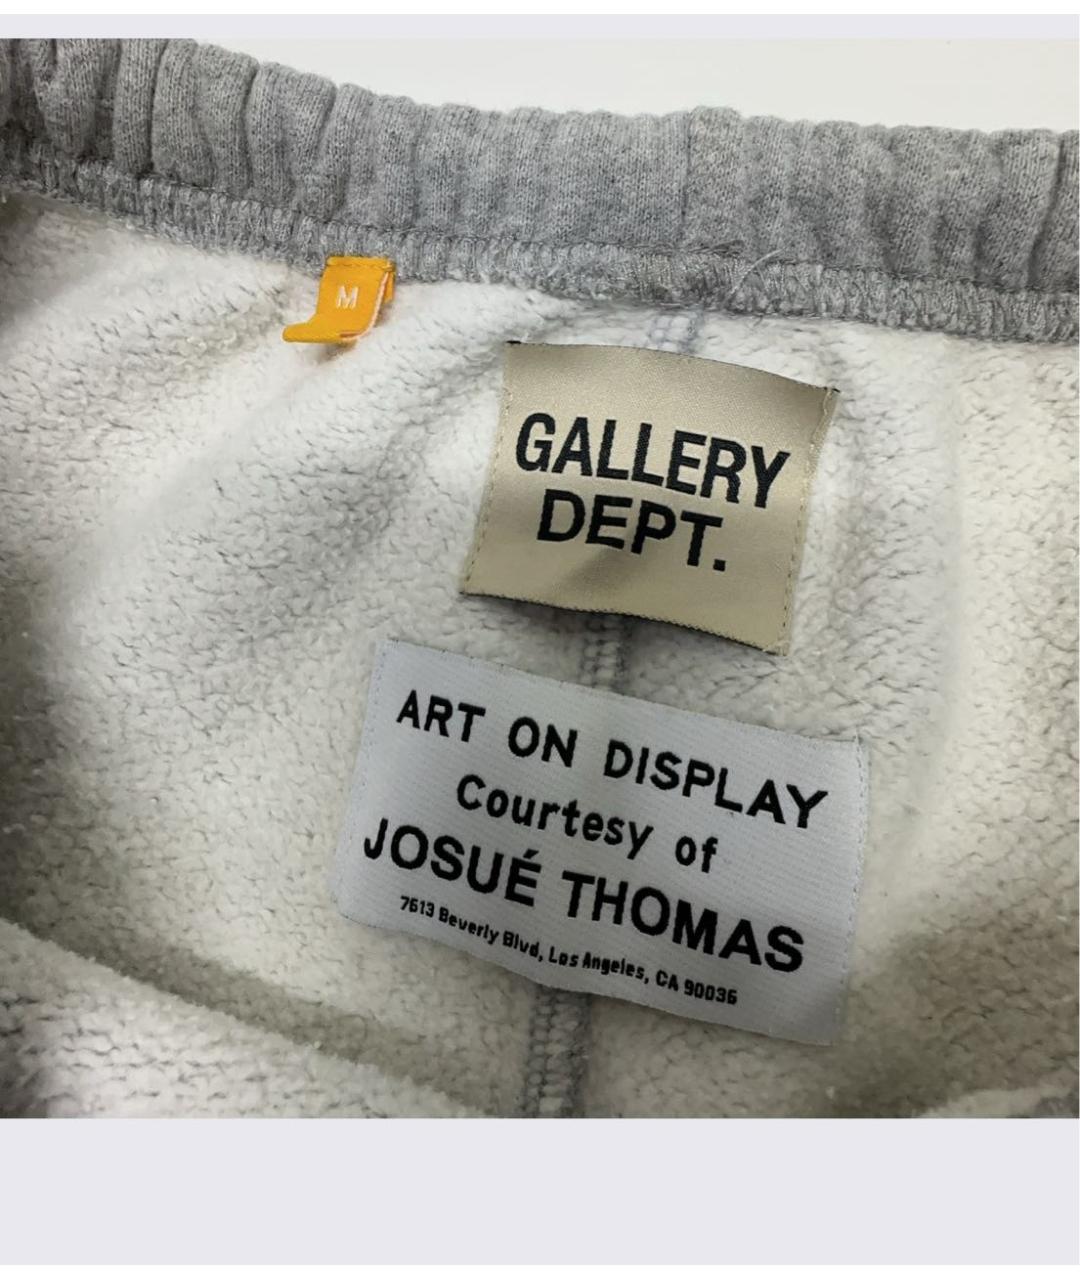 M
GALLERY
DEPT.
ART ON DISPLAY
Courtesy of
JOSUÉ THOMAS
7613 Beverly Blvd, Los Angeles, CA 90036